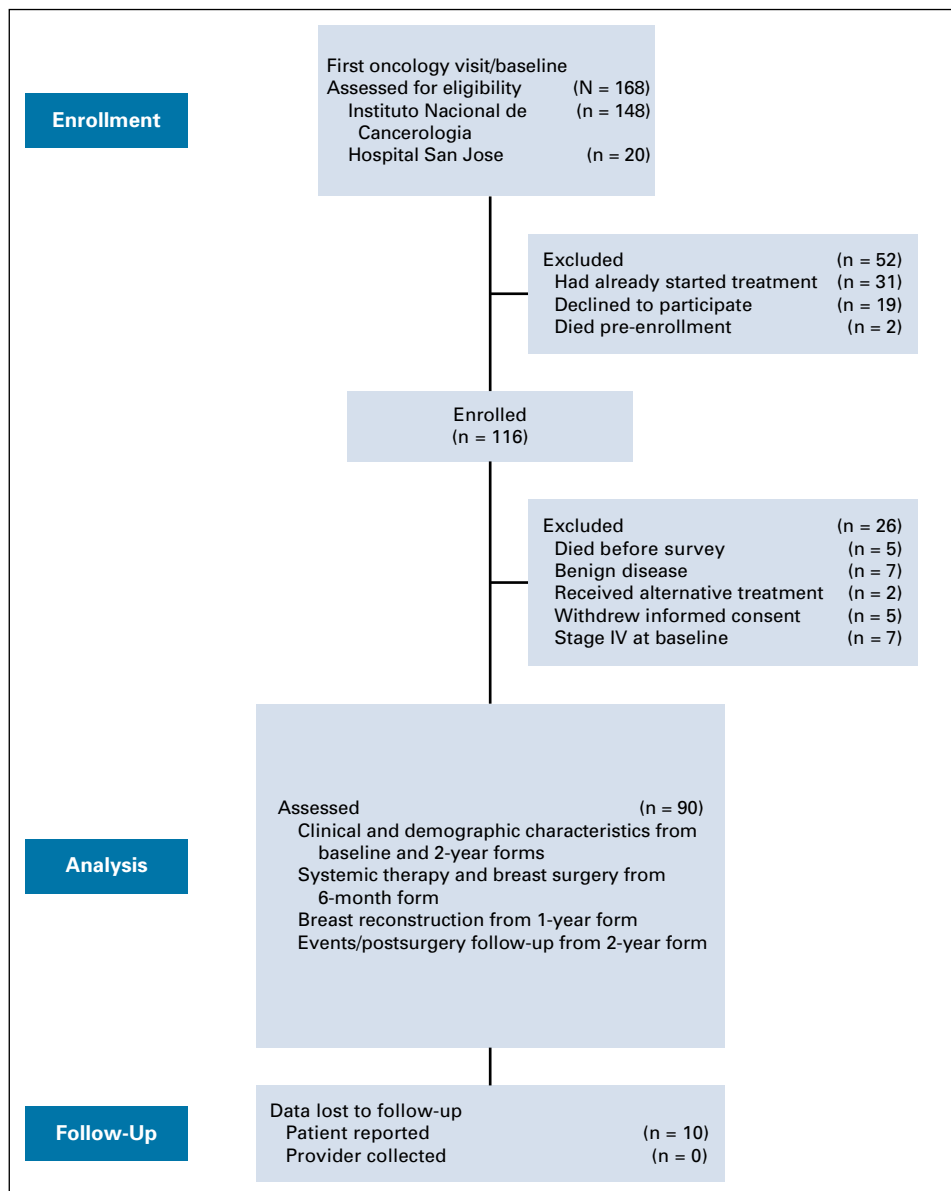 First oncology visit/baseline
Assessed for eligibility (N = 168)
Instituto Nacional de (n = 148)
Cancerologia
Hospital San Jose (n = 20)
Enrollment
Excluded (n = 52)
Had already started treatment (n = 31)
Declined to participate (n = 19)
Died pre-enrollment (n = 2)
Enrolled
(n = 116)
Excluded (n = 26)
Died before survey (n = 5)
Benign disease (n = 7)
Received alternative treatment (n = 2)
Withdrew informed consent (n = 5)
Stage IV at baseline (n = 7)
Analysis
Assessed (n = 90)
Clinical and demographic characteristics from
baseline and 2-year forms
Systemic therapy and breast surgery from
6-month form
Breast reconstruction from 1-year form
Events/postsurgery follow-up from 2-year form
Follow-Up
Data lost to follow-up
Patient reported (n = 10)
Provider collected (n = 0)